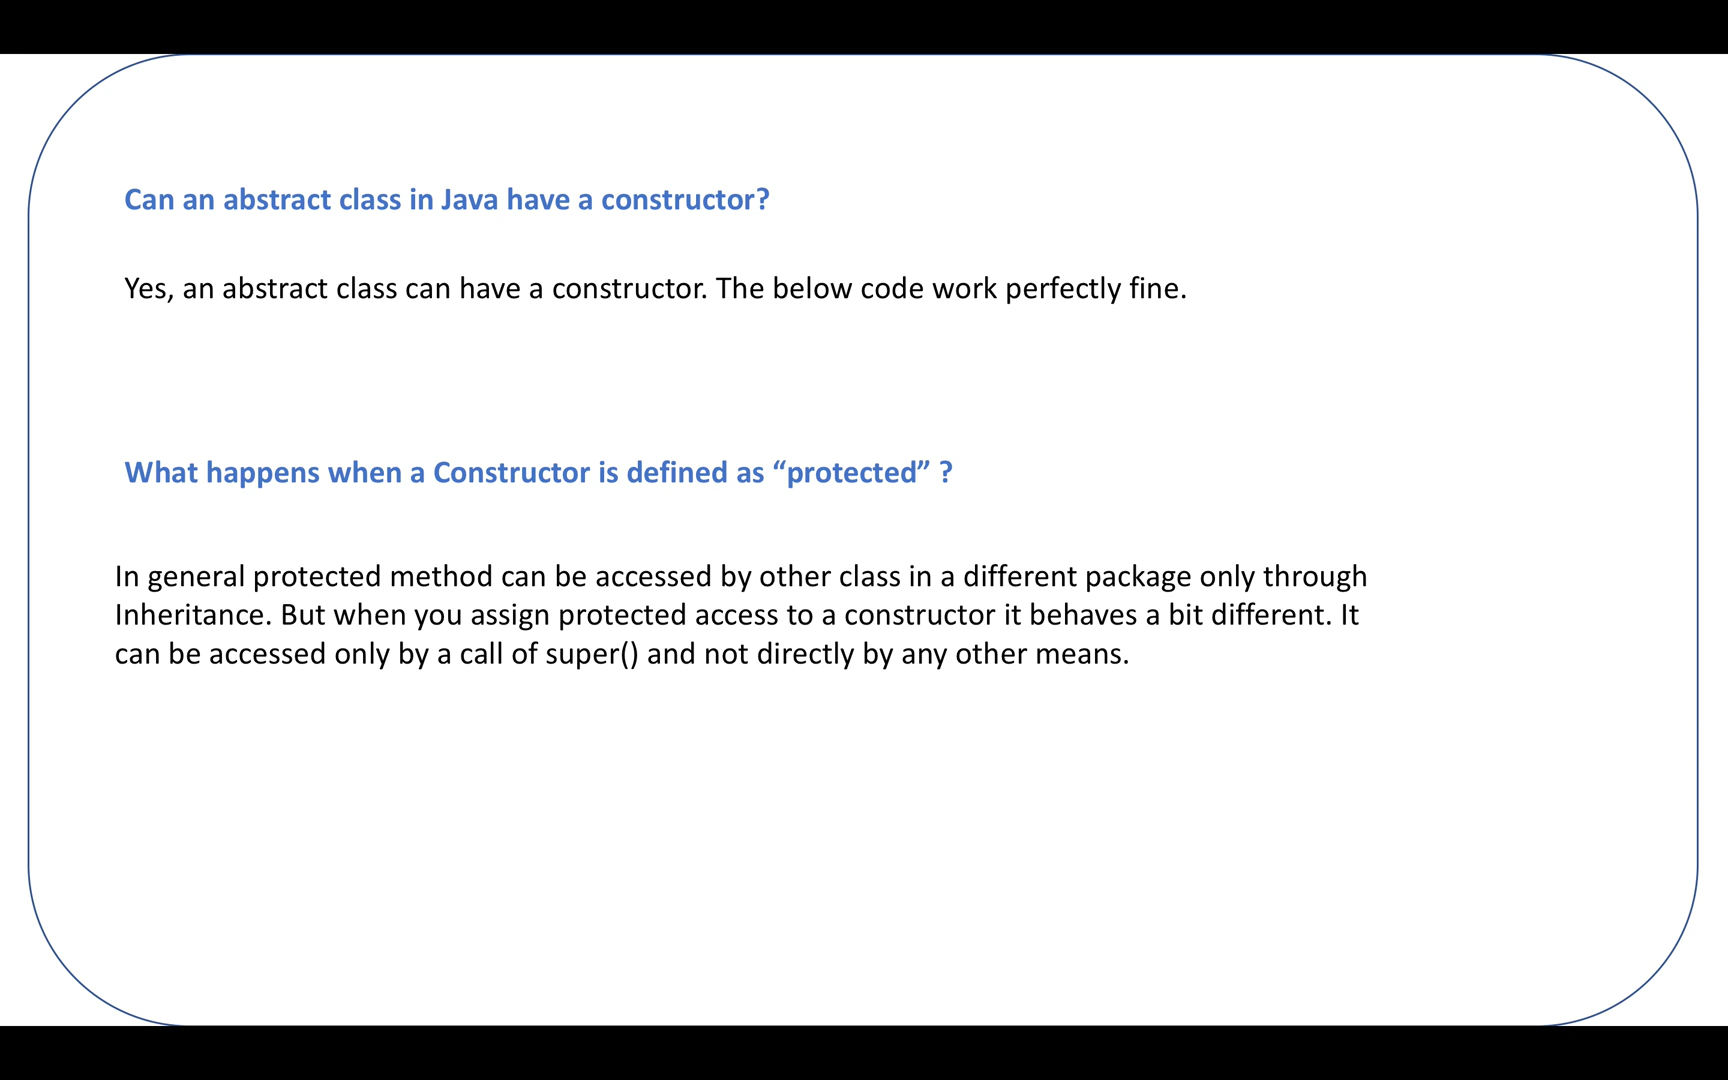 Can an abstract class in Java have a constructor?
Yes, an abstract class can have a constructor. The below code work perfectly fine.
What happens when a Constructor is defined as “protected” ?
In general protected method can be accessed by other class in a different package only through
Inheritance. But when you assign protected access to a constructor it behaves a bit different. It
can be accessed only by a call of super() and not directly by any other means.